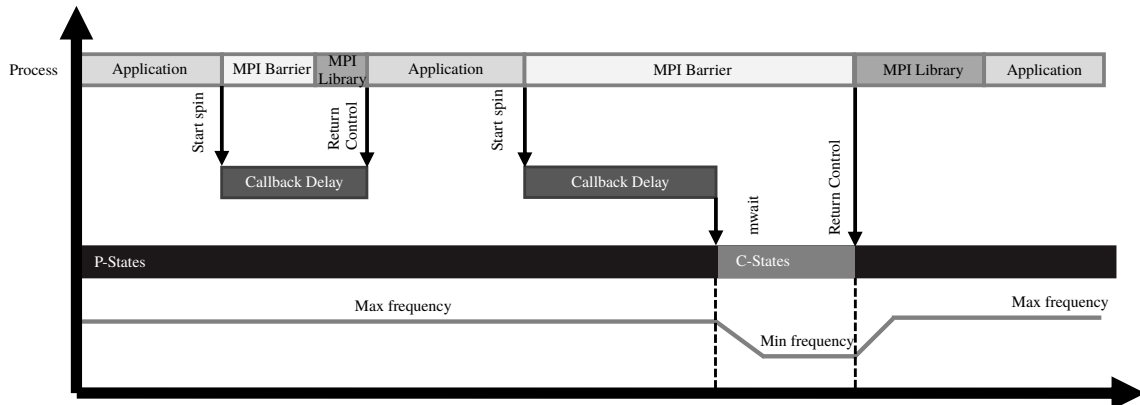 Process
Application
MPI Barrier
MPI
Library
Application
MPI Barrier
MPI Library
Application
Start spin
Return
Control
Start spin
Callback Delay
Callback Delay
mwait
Return Control
P-States
C-States
Max frequency
Min frequency
Max frequency